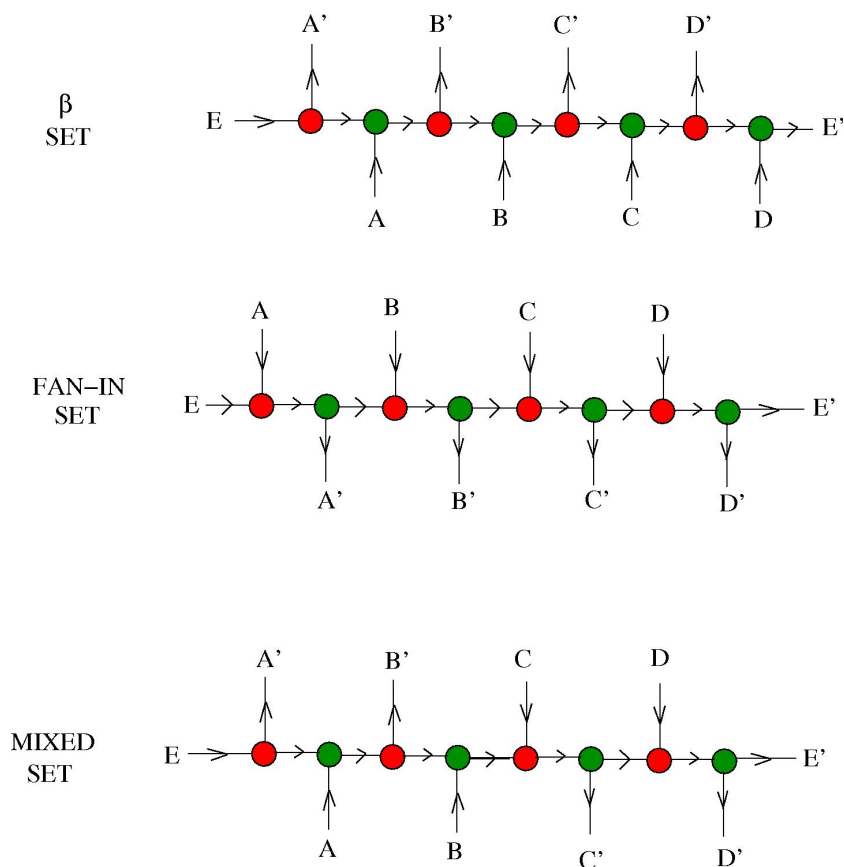 A' B' C' D'
β
SET
E E'
A B C D
A B C D
FAN−IN
SET
E E'
A' B' C' D'
A' B' C D
MIXED
SET
E E'
A B C' D'